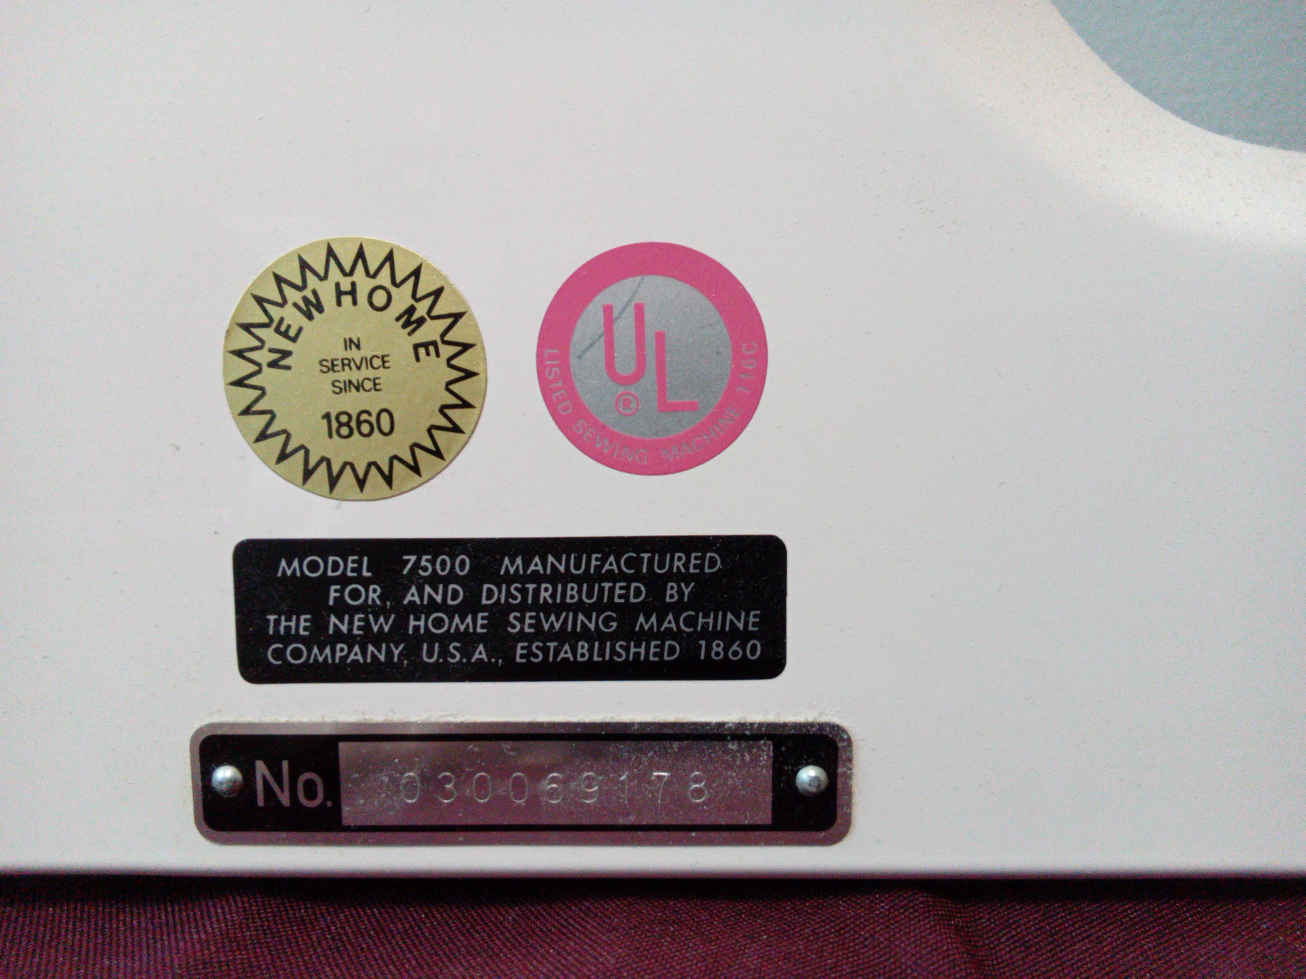 NEW HOME
IN
SERVICE
SINCE
1860
UL
®
LISTED SEWING MACHINE 116C
MODEL 7500 MANUFACTURED
FOR, AND DISTRIBUTED BY
THE NEW HOME SEWING MACHINE
COMPANY, U.S.A., ESTABLISHED 1860
No. 030069178